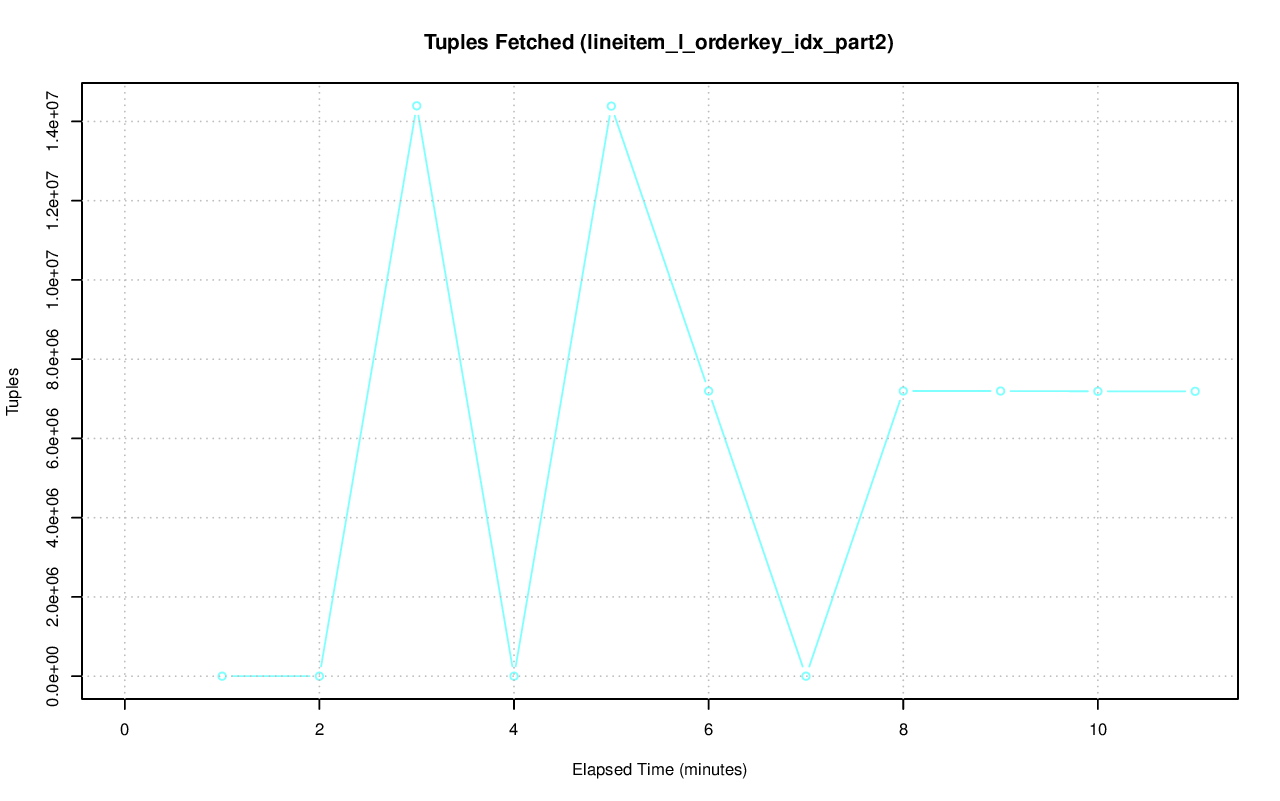 Tuples Fetched (lineitem_l_orderkey_idx_part2)
Tuples
1.4e+07
1.2e+07
1.0e+07
8.0e+06
6.0e+06
4.0e+06
2.0e+06
0.0e+00
0 2 4 6 8 10
Elapsed Time (minutes)